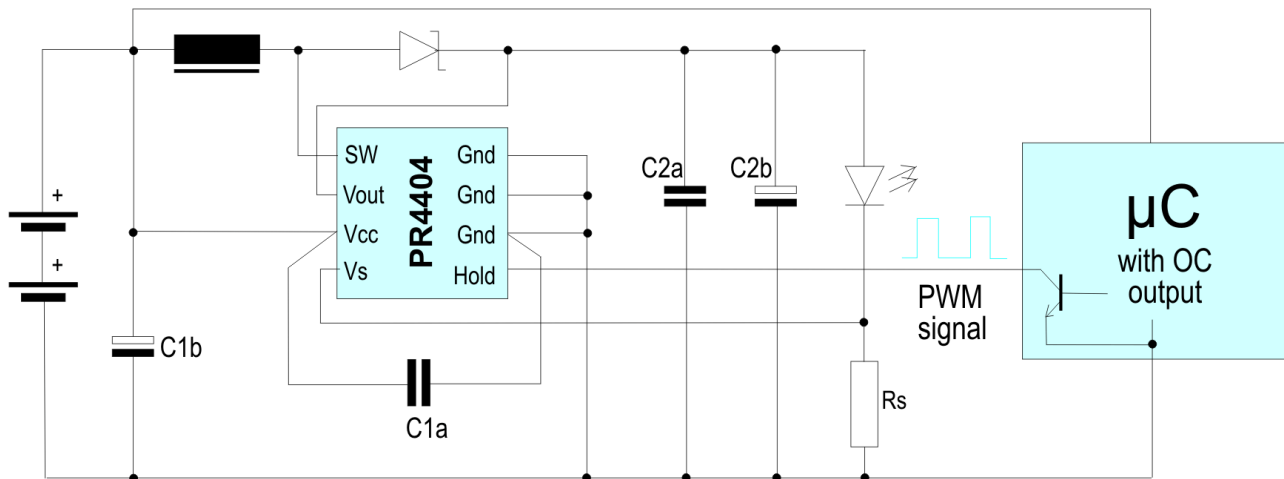 SW
Vout
Vcc
Vs
PR4404
Gnd
Gnd
Gnd
Hold
C2a
C2b
+
+
C1b
C1a
Rs
PWM
signal
µC
with OC
output